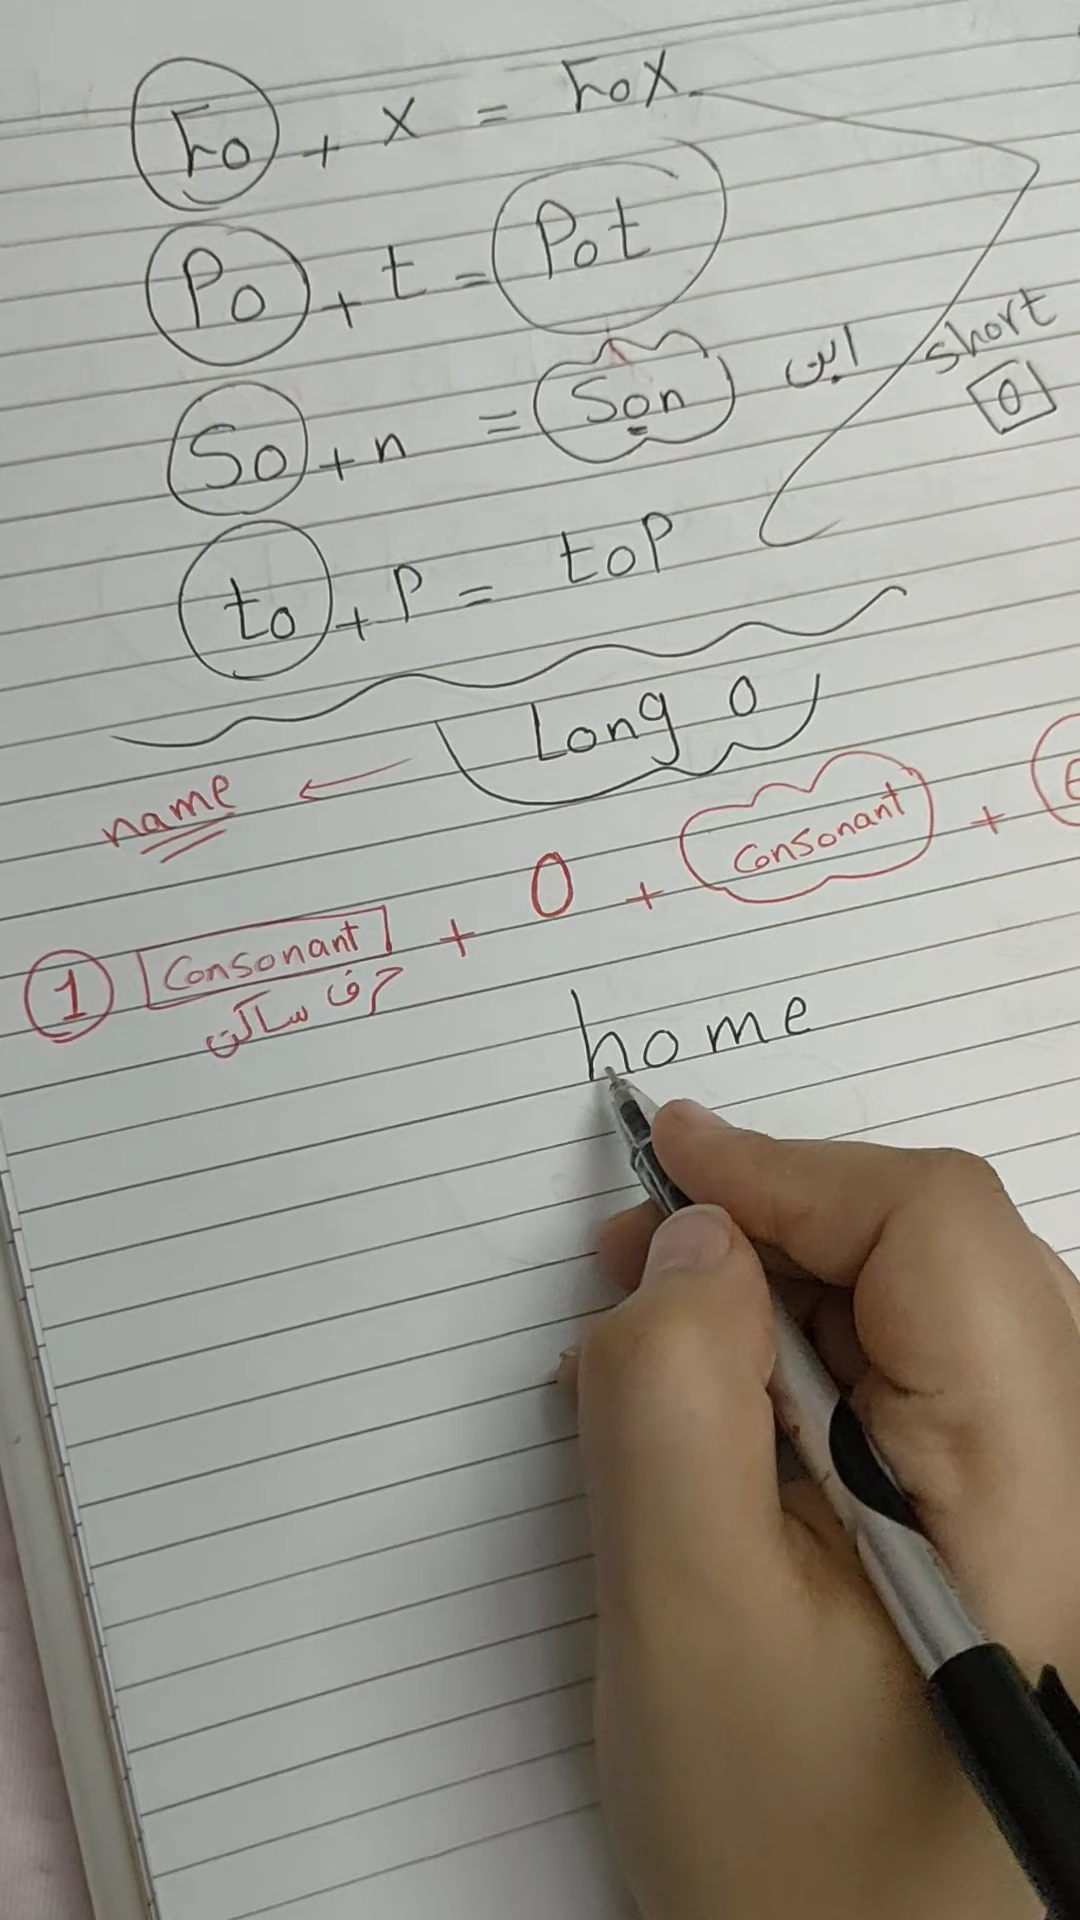 Fo + x = Fox
Po + t = Pot
So + n = Son ابن short
o
to + P = toP
Long o
name
Consonant + E
1 Consonant + O +
حرف ساكن
home